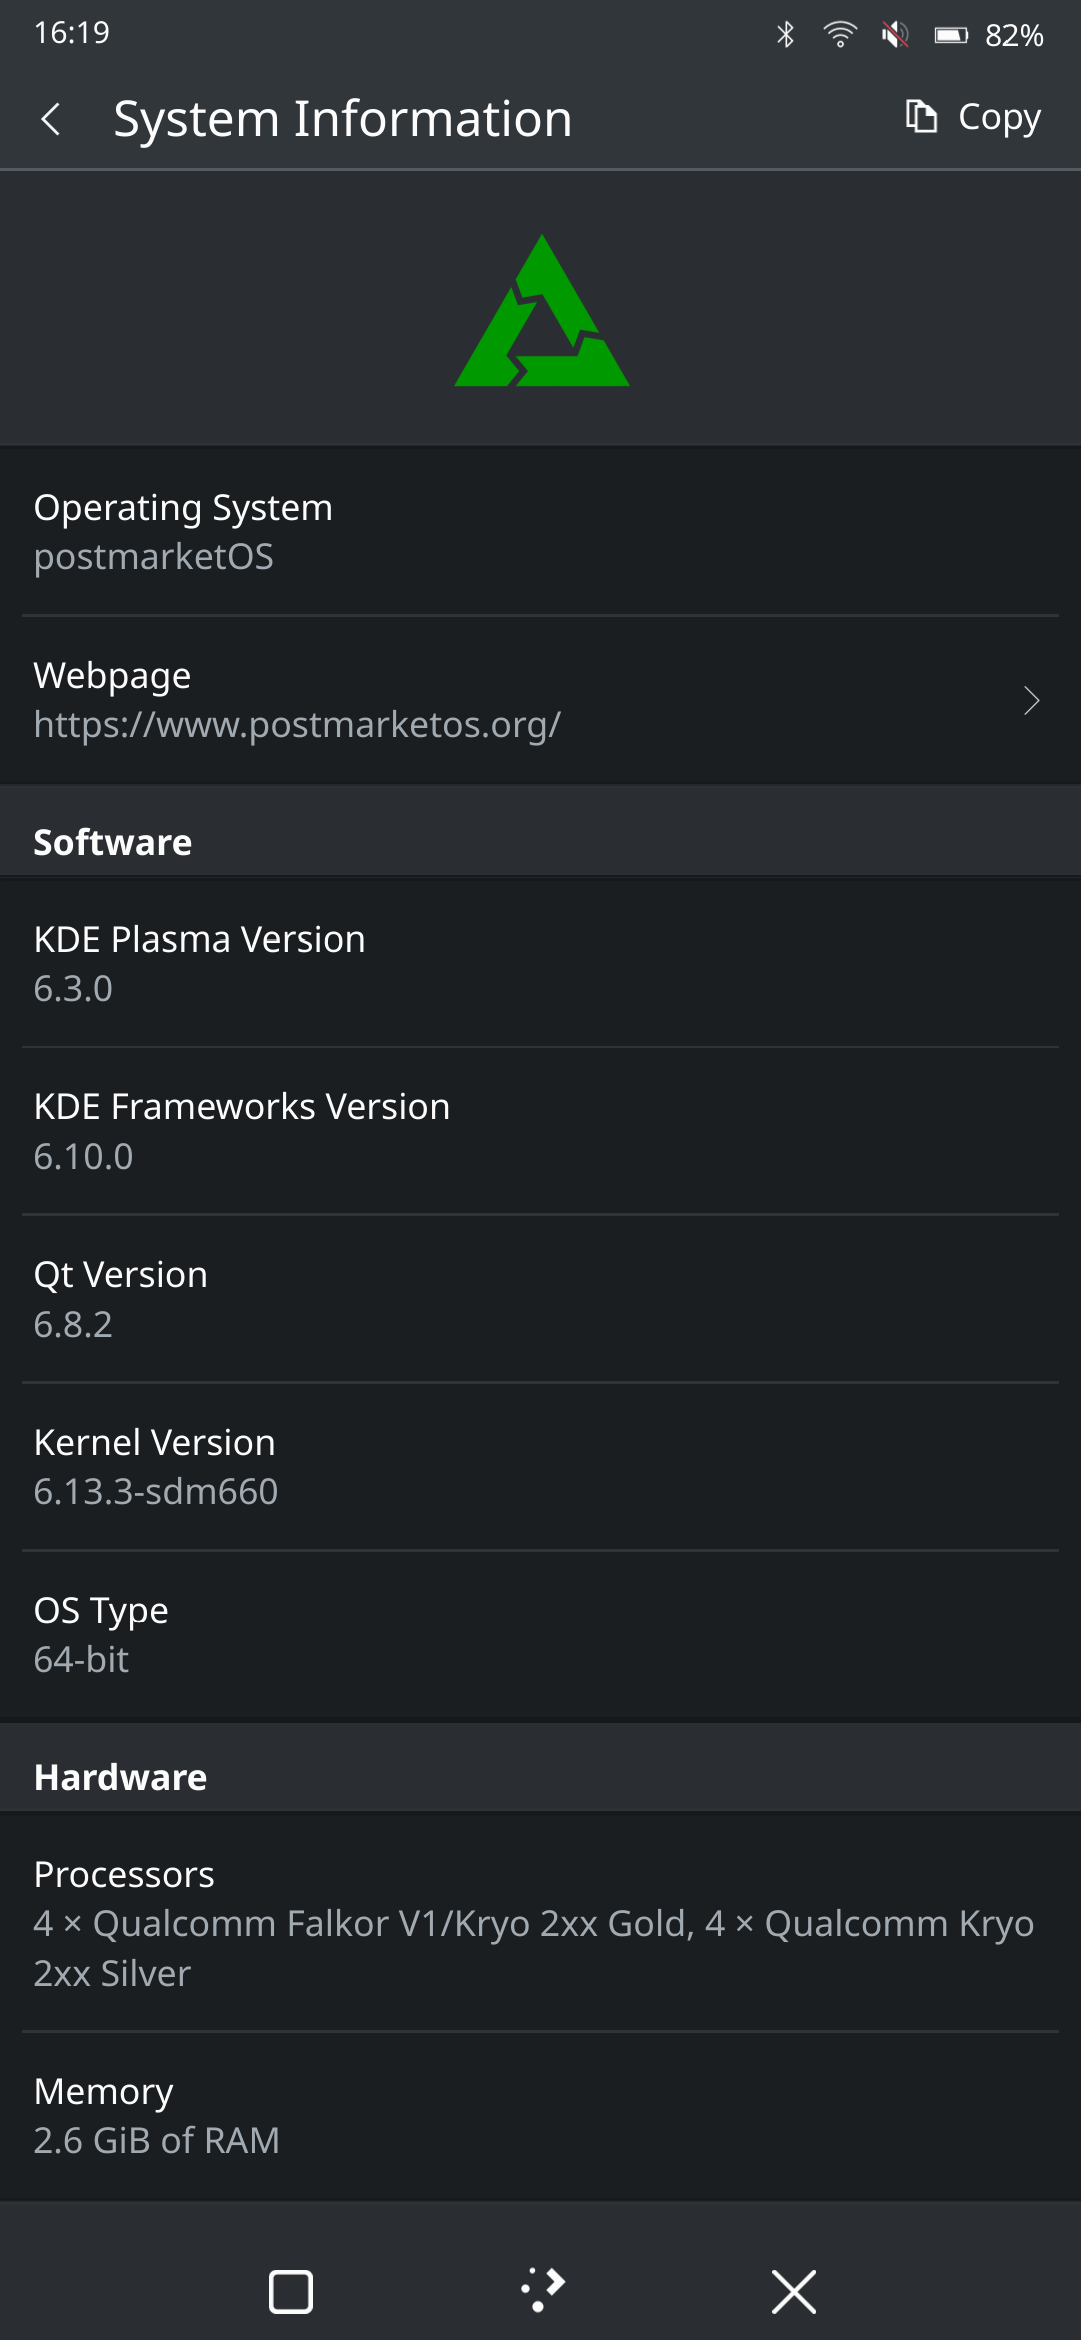 16:19
82%
System Information
Copy
Operating System
postmarketOS
Webpage
https://www.postmarketos.org/
Software
KDE Plasma Version
6.3.0
KDE Frameworks Version
6.10.0
Qt Version
6.8.2
Kernel Version
6.13.3-sdm660
OS Type
64-bit
Hardware
Processors
4 × Qualcomm Falkor V1/Kryo 2xx Gold, 4 × Qualcomm Kryo
2xx Silver
Memory
2.6 GiB of RAM